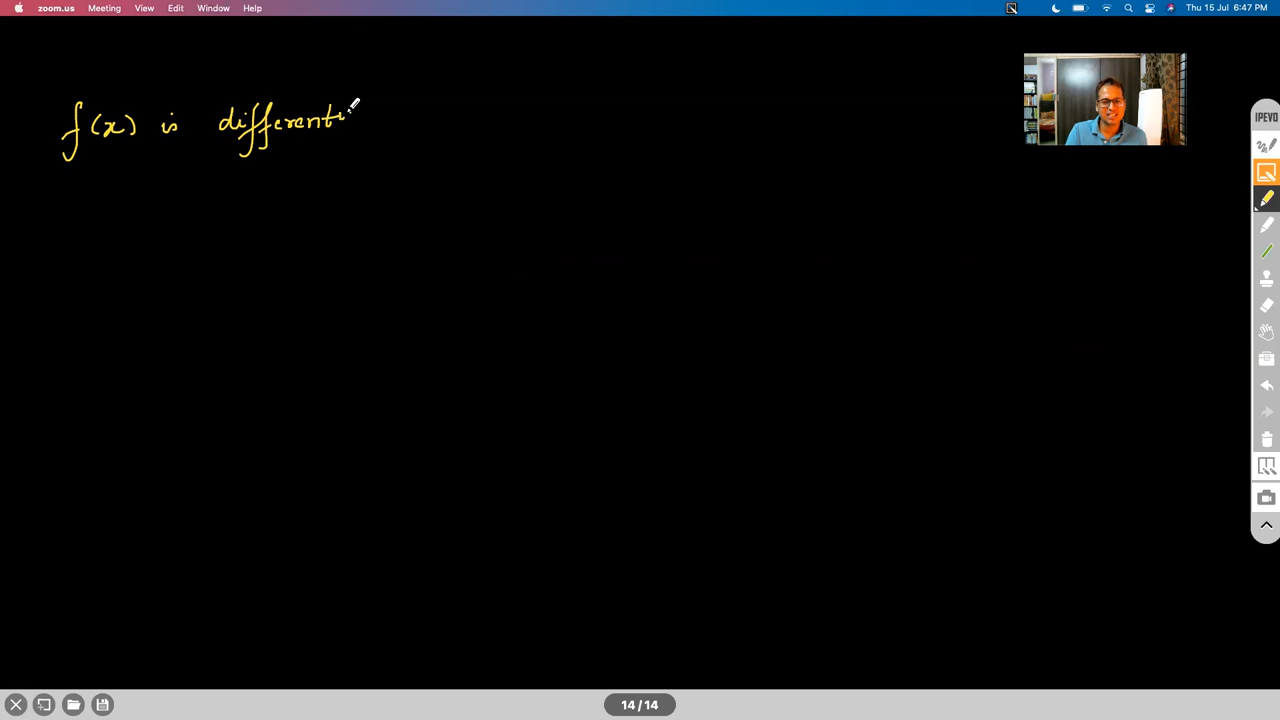 zoom.us Meeting View Edit Window Help Thu 15 Jul 6:47 PM
f(x) is differenti
IPEVO
14 / 14